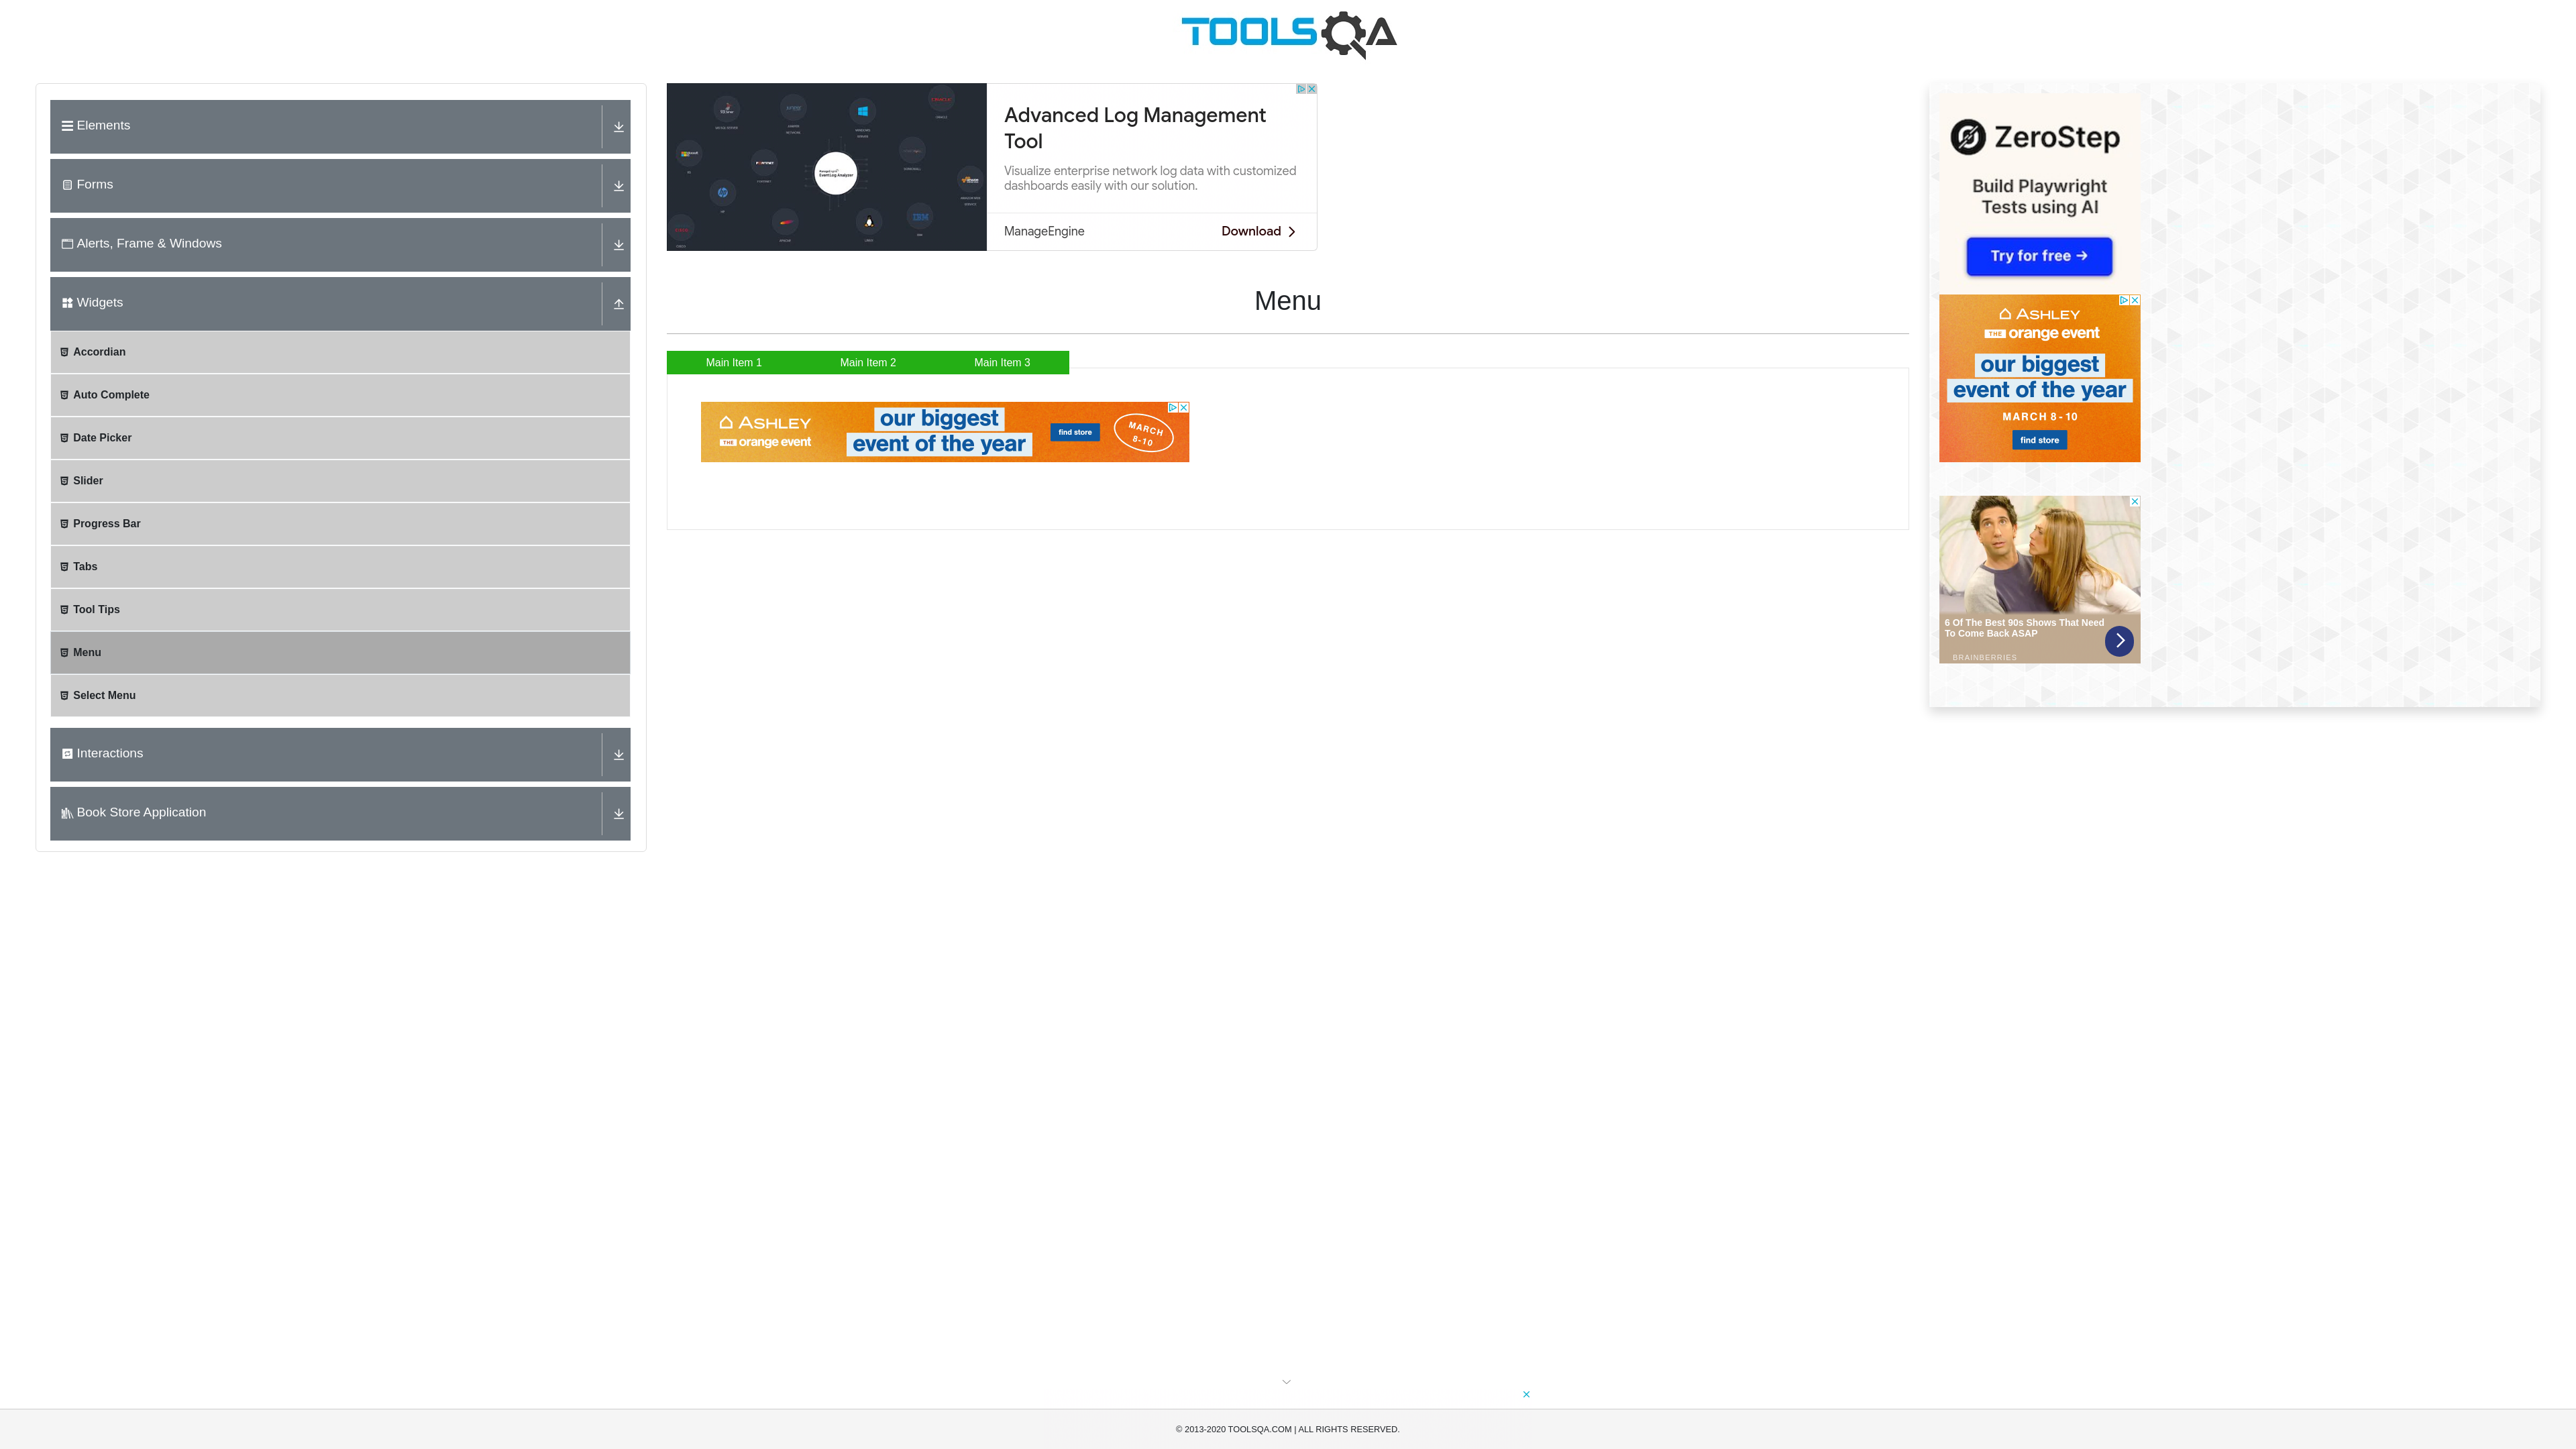 TOOLSQA
Elements
Forms
Alerts, Frame & Windows
Widgets
Accordian
Auto Complete
Date Picker
Slider
Progress Bar
Tabs
Tool Tips
Menu
Select Menu
Interactions
Book Store Application
Advanced Log Management
Tool
Visualize enterprise network log data with customized
dashboards easily with our solution.
ManageEngine
Download
Menu
Main Item 1
Main Item 2
Main Item 3
ASHLEY
THE orange event
our biggest
event of the year
find store
MARCH
8-10
ZeroStep
Build Playwright
Tests using AI
Try for free →
ASHLEY
THE orange event
our biggest
event of the year
MARCH 8-10
find store
6 Of The Best 90s Shows That Need
To Come Back ASAP
BRAINBERRIES
© 2013-2020 TOOLSQA.COM | ALL RIGHTS RESERVED.